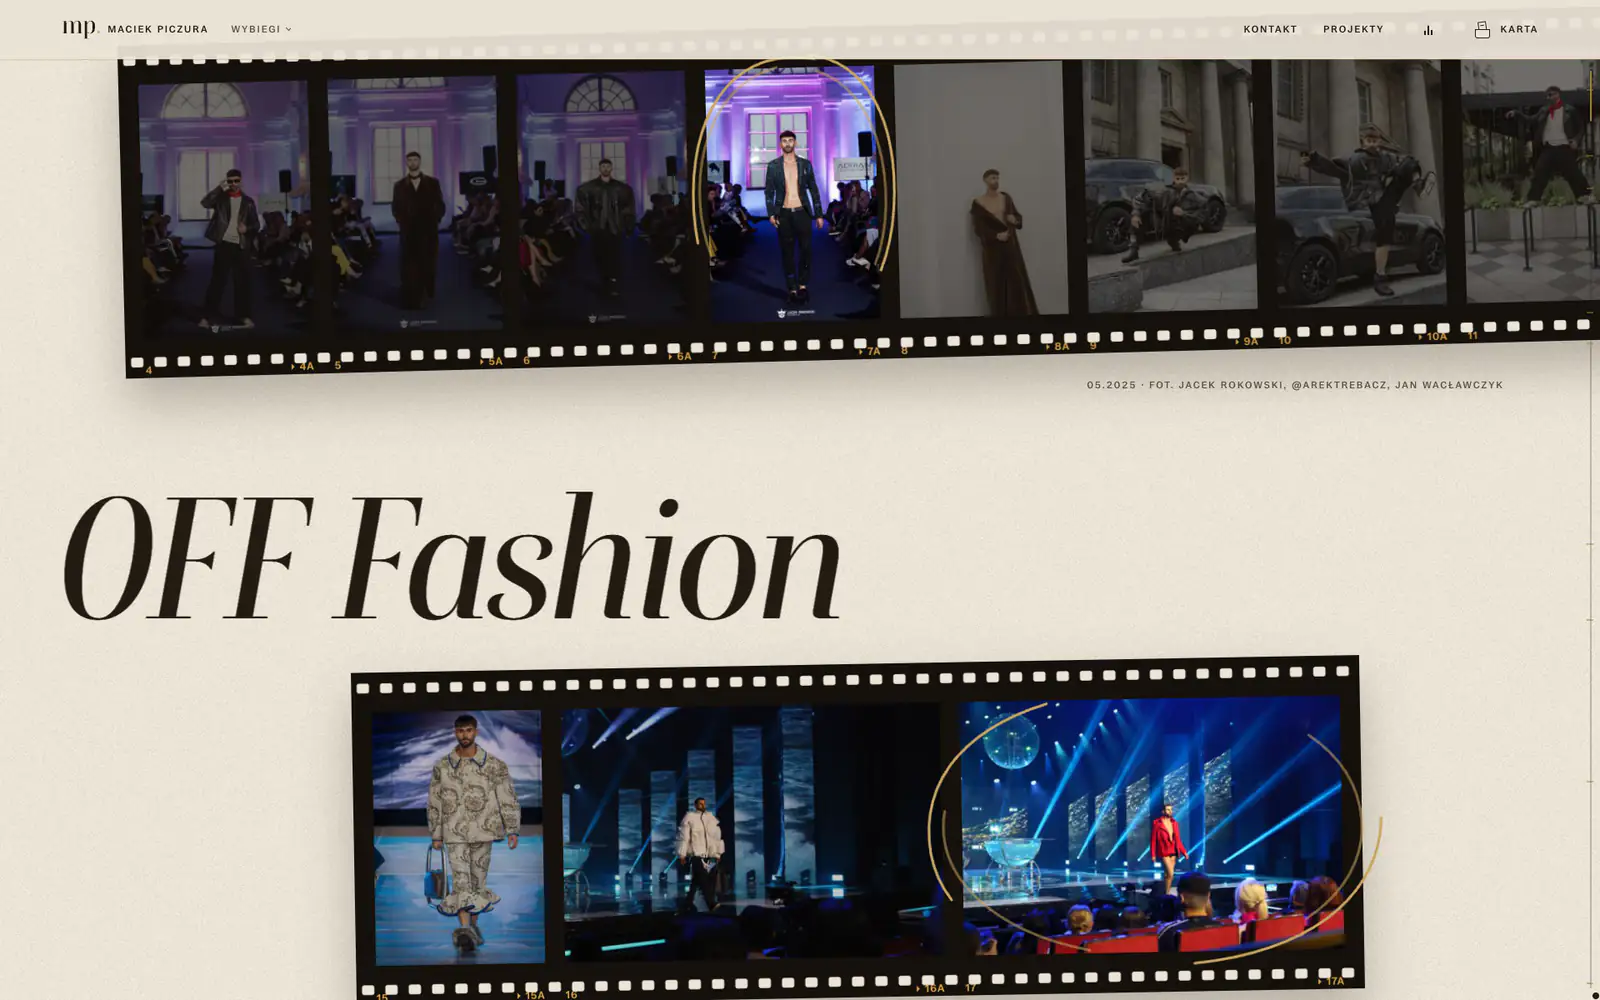 mp. MACIEK PICZURA WYBIEGI KONTAKT PROJEKTY KARTA
4 4A 5 5A 6 6A 7 7A 8 8A 9 9A 10 10A 11
05.2025 · FOT. JACEK ROKOWSKI, @AREKTREBACZ, JAN WACŁAWCZYK
OFF Fashion
15 15A 16 16A 17 17A